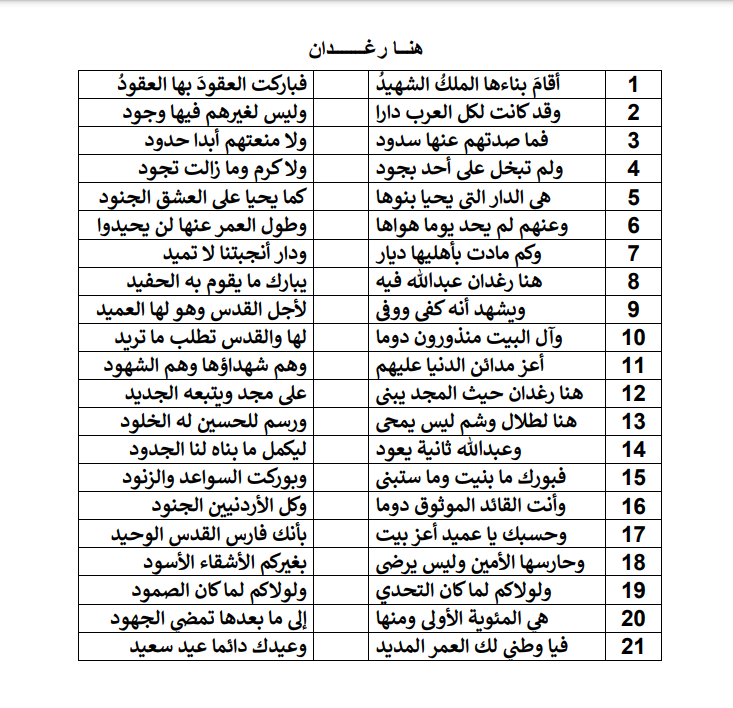 هنــا رغــــــدان
1 أقامَ بناءها الملكُ الشهيدُ فباركت العقودَ بها العقودُ
2 وقد كانت لكل العرب دارا وليس لغيرهم فيها وجود
3 فما صدتهم عنها سدود ولا منعتهم أبدا حدود
4 ولم تبخل على أحد بجود ولا كرم وما زالت تجود
5 هي الدار التي يحيا بنوها كما يحيا على العشق الجنود
6 وعنهم لم يحد يوما هواها وطول العمر عنها لن يحيدوا
7 وكم مادت بأهليها ديار ودار أنجبتنا لا تميد
8 هنا رغدان عبدالله فيه يبارك ما يقوم به الحفيد
9 ويشهد أنه كفى ووفى لأجل القدس وهو لها العميد
10 وآل البيت منذورون دوما لها والقدس تطلب ما تريد
11 أعز مدائن الدنيا عليهم وهم شهداؤها وهم الشهود
12 هنا رغدان حيث المجد يبنى على مجد ويتبعه الجديد
13 هنا لطلال وشم ليس يمحى ورسم للحسين له الخلود
14 وعبدالله ثانية يعود ليكمل ما بناه لنا الجدود
15 فبورك ما بنيت وما ستبنى وبوركت السواعد والزنود
16 وأنت القائد الموثوق دوما وكل الأردنيين الجنود
17 وحسبك يا عميد أعز بيت بأنك فارس القدس الوحيد
18 وحارسها الأمين وليس يرضى بغيركم الأشقاء الأسود
19 ولولاكم لما كان التحدي ولولاكم لما كان الصمود
20 هي المئوية الأولى ومنها إلى ما بعدها تمضي الجهود
21 فيا وطني لك العمر المديد وعيدك دائما عيد سعيد